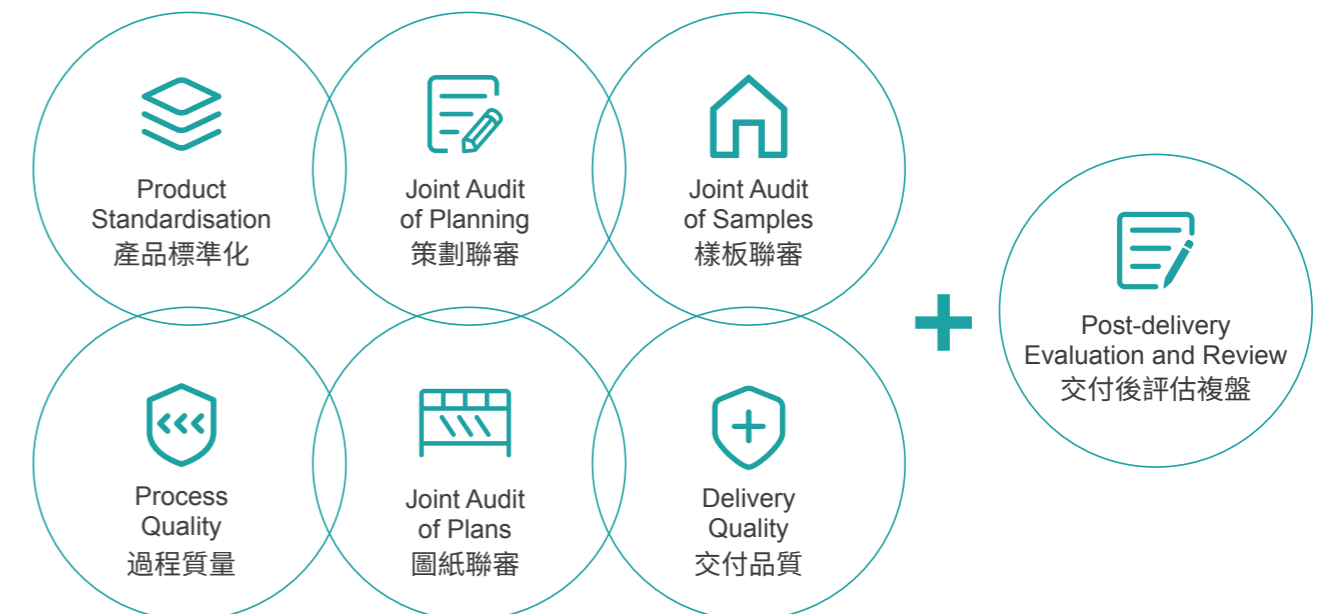 Product
Standardisation
產品標準化
Joint Audit
of Planning
策劃聯審
Joint Audit
of Samples
樣板聯審
Process
Quality
過程質量
Joint Audit
of Plans
圖紙聯審
Delivery
Quality
交付品質
Post-delivery
Evaluation and Review
交付後評估複盤